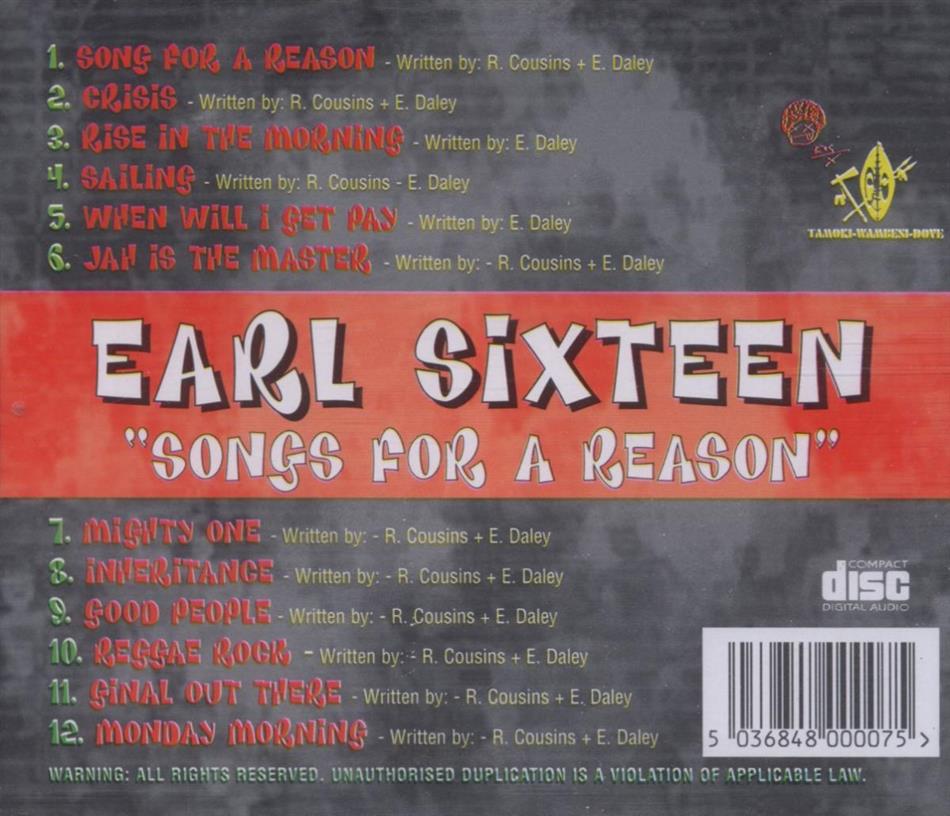 1. SONG FOR A REASON - Written by: R. Cousins + E. Daley
2. CRISIS - Written by: R. Cousins + E. Daley
3. RISE IN THE MORNING - Written by: E. Daley
4. SAILING - Written by: R. Cousins - E. Daley
5. WHEN WILL I GET PAY - Written by: E. Daley
6. JAH IS THE MASTER - Written by: - R. Cousins + E. Daley
TAMOKI-WAMBESI-DOVE
EARL SIXTEEN
"SONGS FOR A REASON"
7. MIGHTY ONE - Written by: - R. Cousins + E. Daley
8. INHERITANCE - Written by: - R. Cousins + E. Daley
9. GOOD PEOPLE - Written by: - R. Cousins + E. Daley
10. REGGAE ROCK - Written by: - R. Cousins + E. Daley
11. GINAL OUT THERE - Written by: - R. Cousins + E. Daley
12. MONDAY MORNING - Written by: - R. Cousins + E. Daley
COMPACT
disc
DIGITAL AUDIO
5 036848 000075 >
WARNING: ALL RIGHTS RESERVED. UNAUTHORISED DUPLICATION IS A VIOLATION OF APPLICABLE LAW.